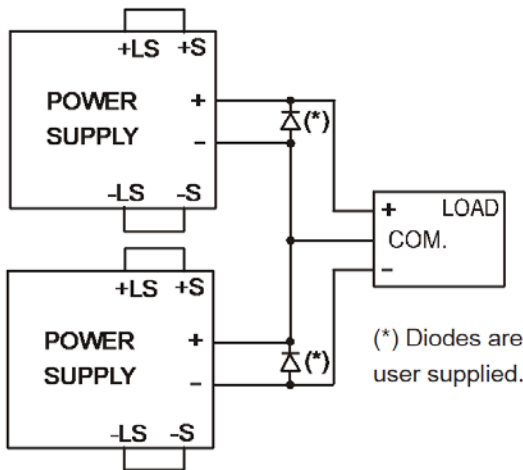 +LS +S
POWER +
SUPPLY −
(*)
-LS -S
+ LOAD
COM.
−
+LS +S
POWER +
SUPPLY −
(*)
-LS -S
(*) Diodes are
user supplied.